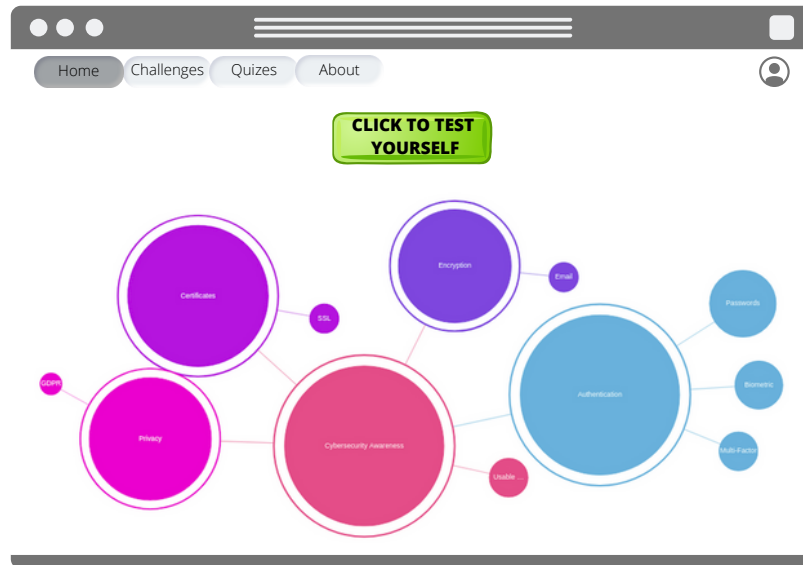 Home
Challenges
Quizes
About
CLICK TO TEST
YOURSELF
Encryption
Email
Certificates
SSL
Passwords
GDPR
Biometric
Authentication
Privacy
Cybersecurity Awareness
Multi-Factor
Usable ...